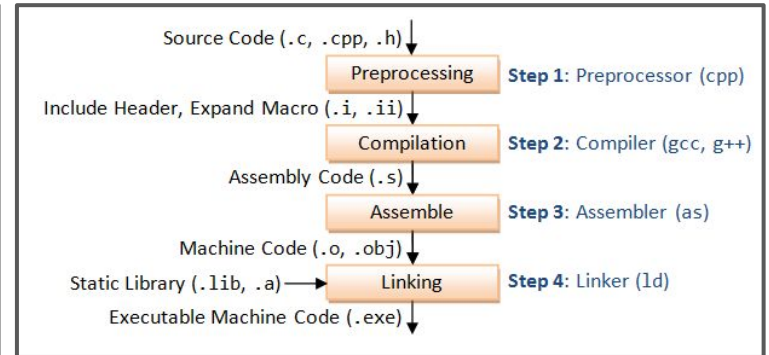 Source Code (.c, .cpp, .h)
Preprocessing
Step 1: Preprocessor (cpp)
Include Header, Expand Macro (.i, .ii)
Compilation
Step 2: Compiler (gcc, g++)
Assembly Code (.s)
Assemble
Step 3: Assembler (as)
Machine Code (.o, .obj)
Static Library (.lib, .a)
Linking
Step 4: Linker (ld)
Executable Machine Code (.exe)